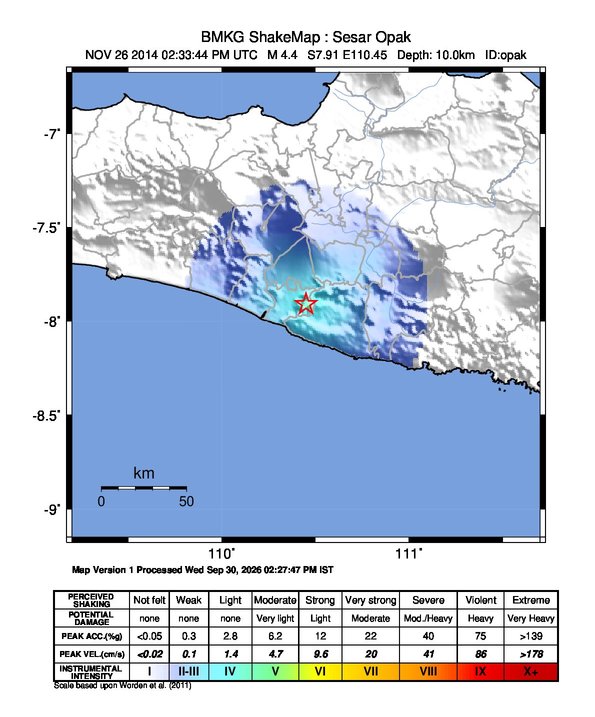 BMKG ShakeMap : Sesar Opak
NOV 26 2014 02:33:44 PM UTC M 4.4 S7.91 E110.45 Depth: 10.0km ID:opak
-7˚
-7.5˚
-8˚
-8.5˚
-9˚
km
0 50
110˚ 111˚
Map Version 1 Processed Wed Sep 30, 2026 02:27:47 PM IST
PERCEIVED SHAKING Not felt Weak Light Moderate Strong Very strong Severe Violent Extreme
POTENTIAL DAMAGE none none none Very light Light Moderate Mod./Heavy Heavy Very Heavy
PEAK ACC.(%g) <0.05 0.3 2.8 6.2 12 22 40 75 >139
PEAK VEL.(cm/s) <0.02 0.1 1.4 4.7 9.6 20 41 86 >178
INSTRUMENTAL INTENSITY I II-III IV V VI VII VIII IX X+
Scale based upon Worden et al. (2011)